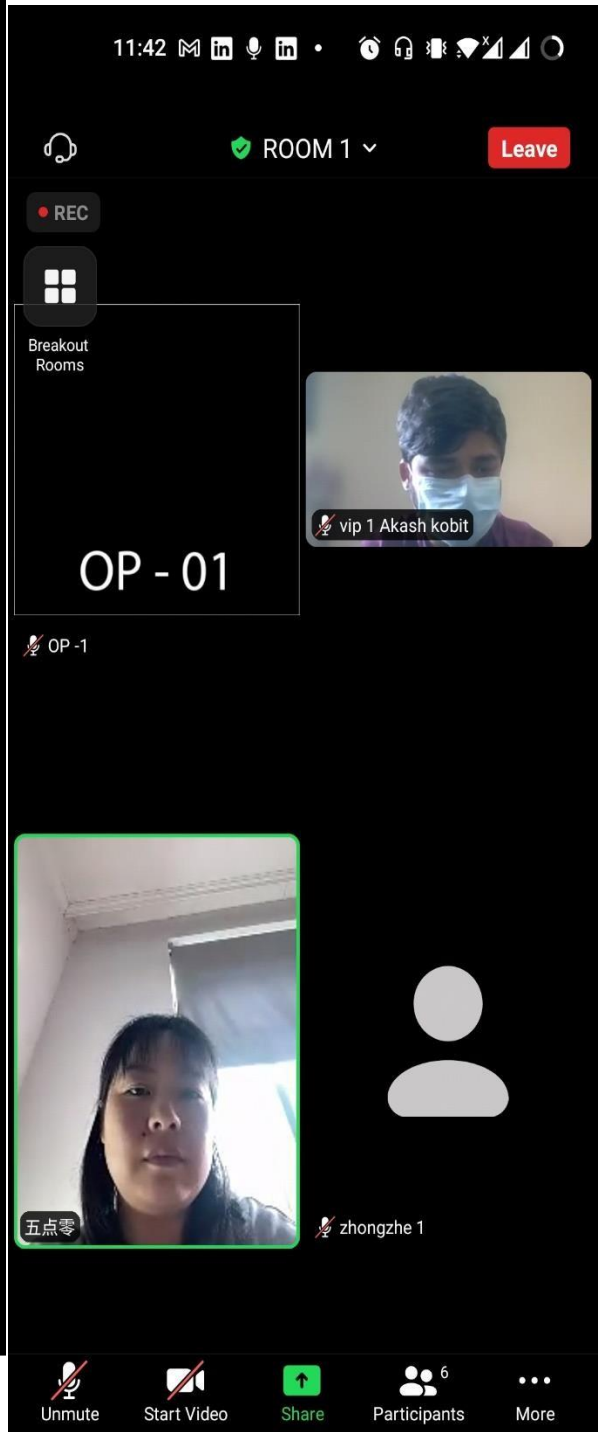 11:42
ROOM 1
Leave
REC
Breakout
Rooms
OP - 01
vip 1 Akash kobit
OP -1
五点零
zhongzhe 1
6
Unmute
Start Video
Share
Participants
More